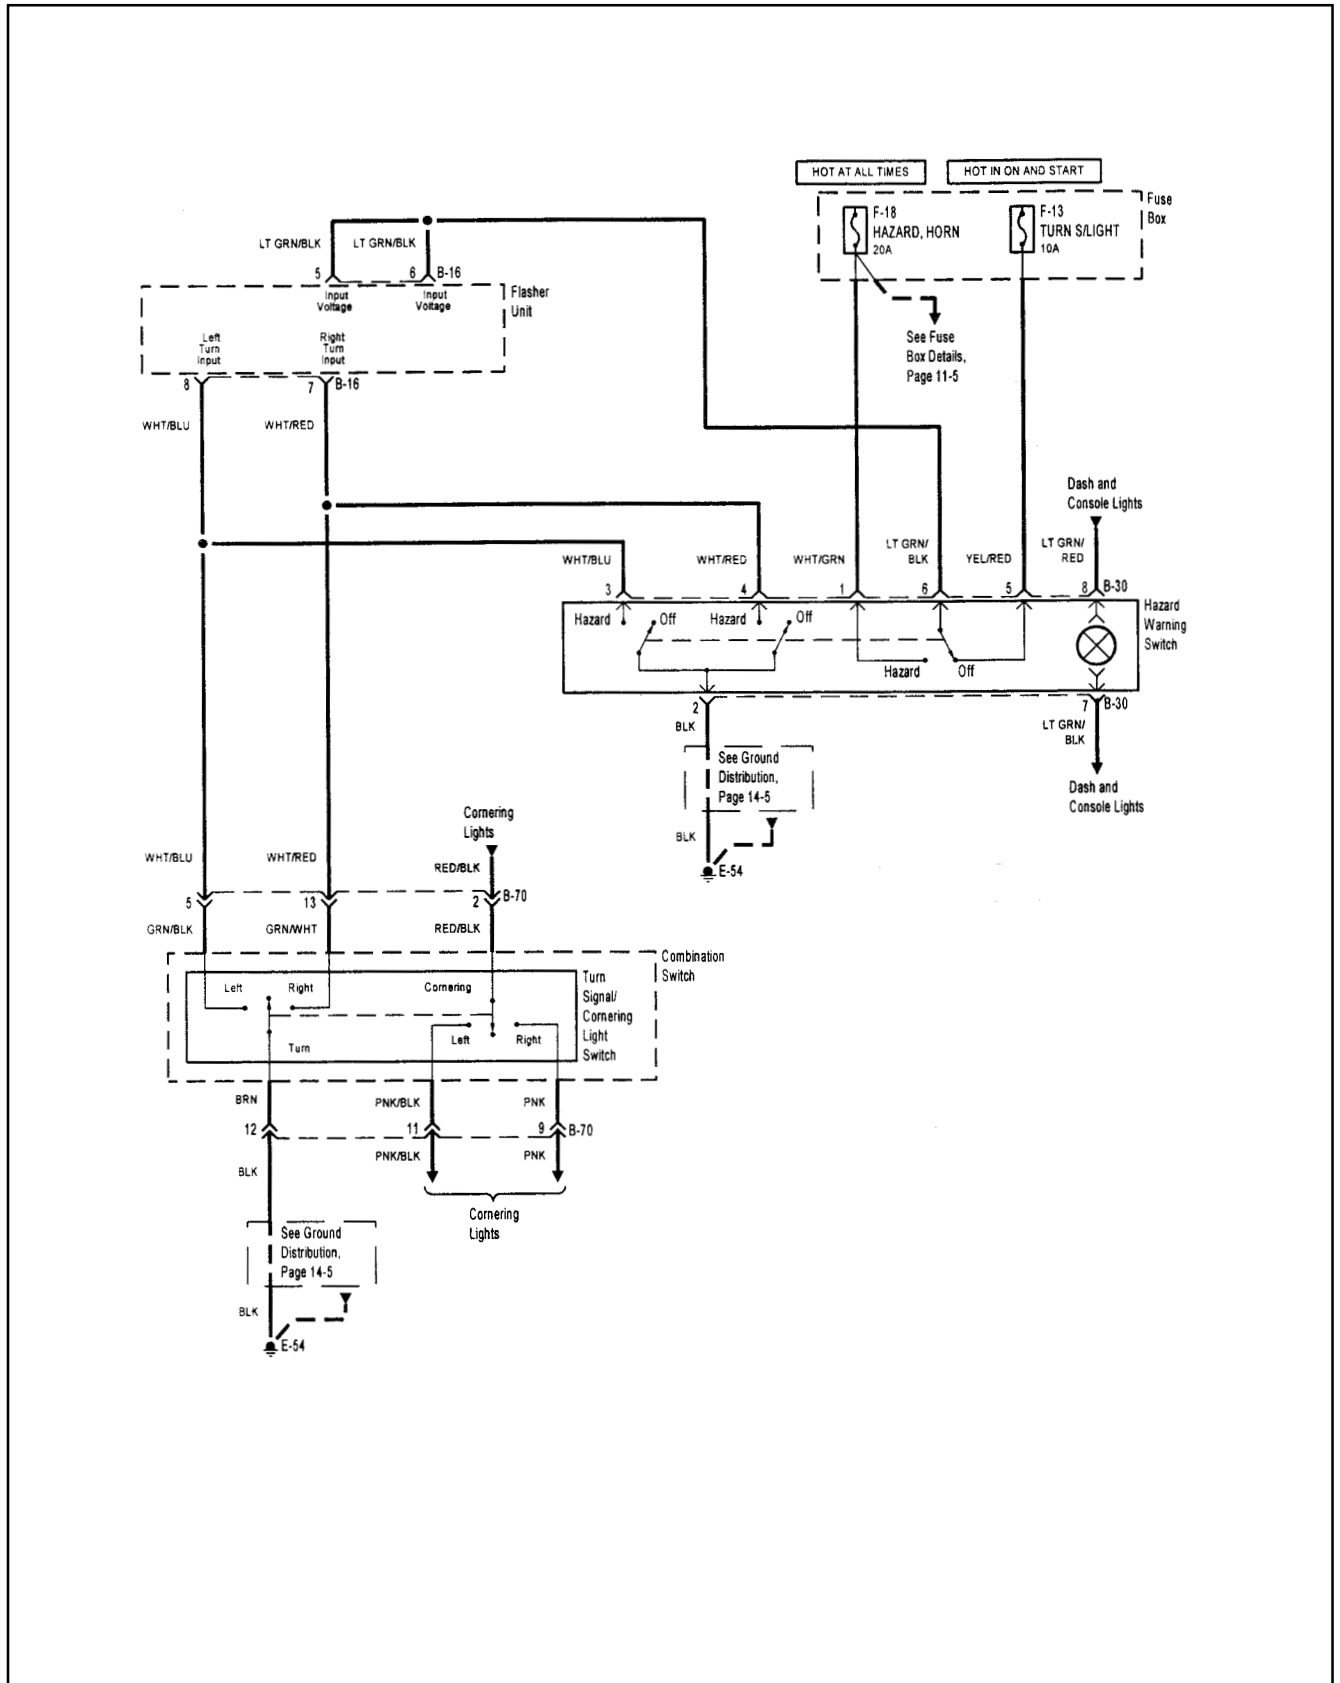 HOT AT ALL TIMES
HOT IN ON AND START
Fuse
Box
F-18
HAZARD, HORN
20A
F-13
TURN S/LIGHT
10A
LT GRN/BLK
LT GRN/BLK
5
6
B-16
Flasher
Unit
Input
Voltage
Input
Voltage
Left
Turn
Input
Right
Turn
Input
8
7
B-16
See Fuse
Box Details,
Page 11-5
WHT/BLU
WHT/RED
Dash and
Console Lights
WHT/BLU
WHT/RED
WHT/GRN
LT GRN/
BLK
YEL/RED
LT GRN/
RED
3
4
1
6
5
8
B-30
Hazard
Warning
Switch
Hazard
Off
Hazard
Off
Hazard
Off
2
7
B-30
BLK
LT GRN/
BLK
See Ground
Distribution,
Page 14-5
Dash and
Console Lights
BLK
E-54
Cornering
Lights
WHT/BLU
WHT/RED
RED/BLK
5
13
2
B-70
GRN/BLK
GRN/WHT
RED/BLK
Combination
Switch
Left
Right
Cornering
Turn
Signal/
Cornering
Light
Switch
Turn
Left
Right
BRN
PNK/BLK
PNK
12
11
9
B-70
BLK
PNK/BLK
PNK
Cornering
Lights
See Ground
Distribution,
Page 14-5
BLK
E-54